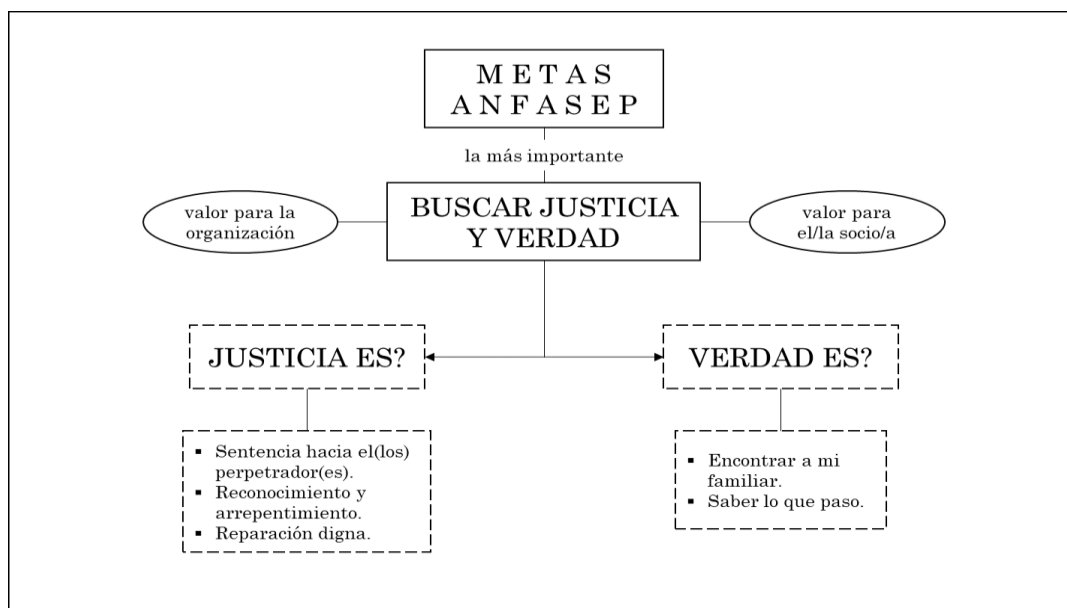 M E T A S
A N F A S E P
la más importante
valor para la
organización
BUSCAR JUSTICIA
Y VERDAD
valor para
el/la socio/a
JUSTICIA ES?
VERDAD ES?
▪ Sentencia hacia el(los)
perpetrador(es).
▪ Reconocimiento y
arrepentimiento.
▪ Reparación digna.
▪ Encontrar a mi
familiar.
▪ Saber lo que paso.